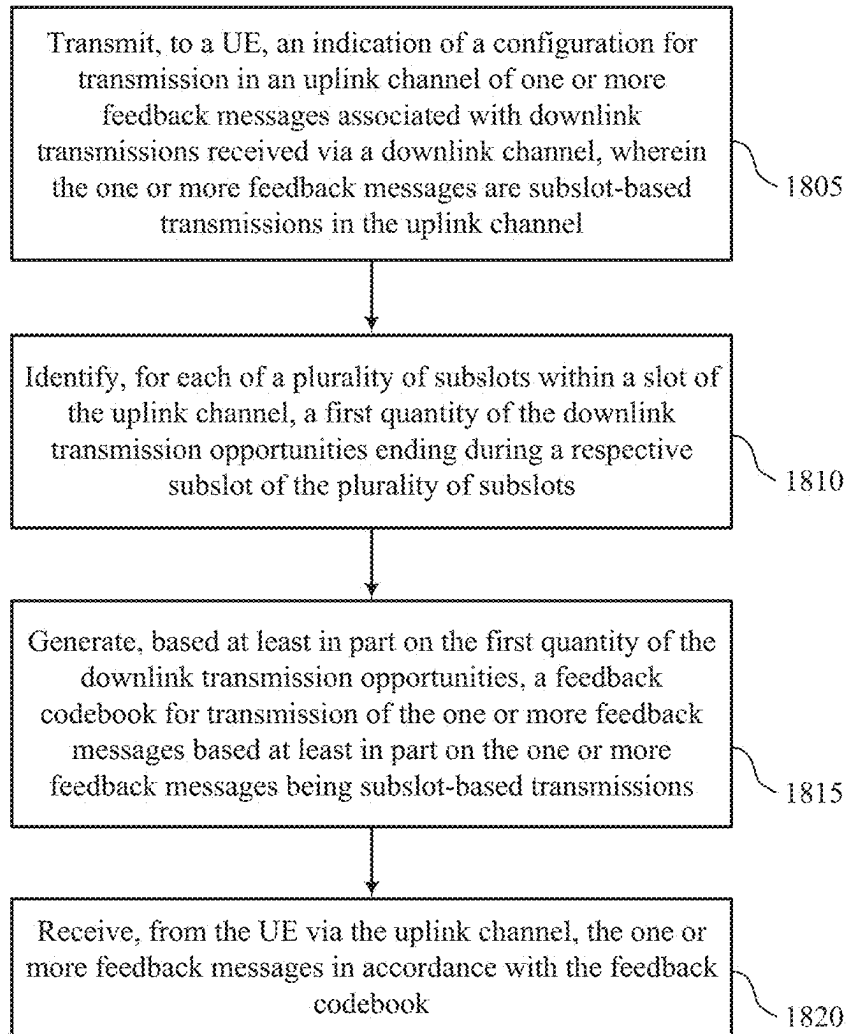 Transmit, to a UE, an indication of a configuration for
transmission in an uplink channel of one or more
feedback messages associated with downlink
transmissions received via a downlink channel, wherein
the one or more feedback messages are subslot-based
transmissions in the uplink channel
1805
Identify, for each of a plurality of subslots within a slot of
the uplink channel, a first quantity of the downlink
transmission opportunities ending during a respective
subslot of the plurality of subslots
1810
Generate, based at least in part on the first quantity of the
downlink transmission opportunities, a feedback
codebook for transmission of the one or more feedback
messages based at least in part on the one or more
feedback messages being subslot-based transmissions
1815
Receive, from the UE via the uplink channel, the one or
more feedback messages in accordance with the feedback
codebook
1820